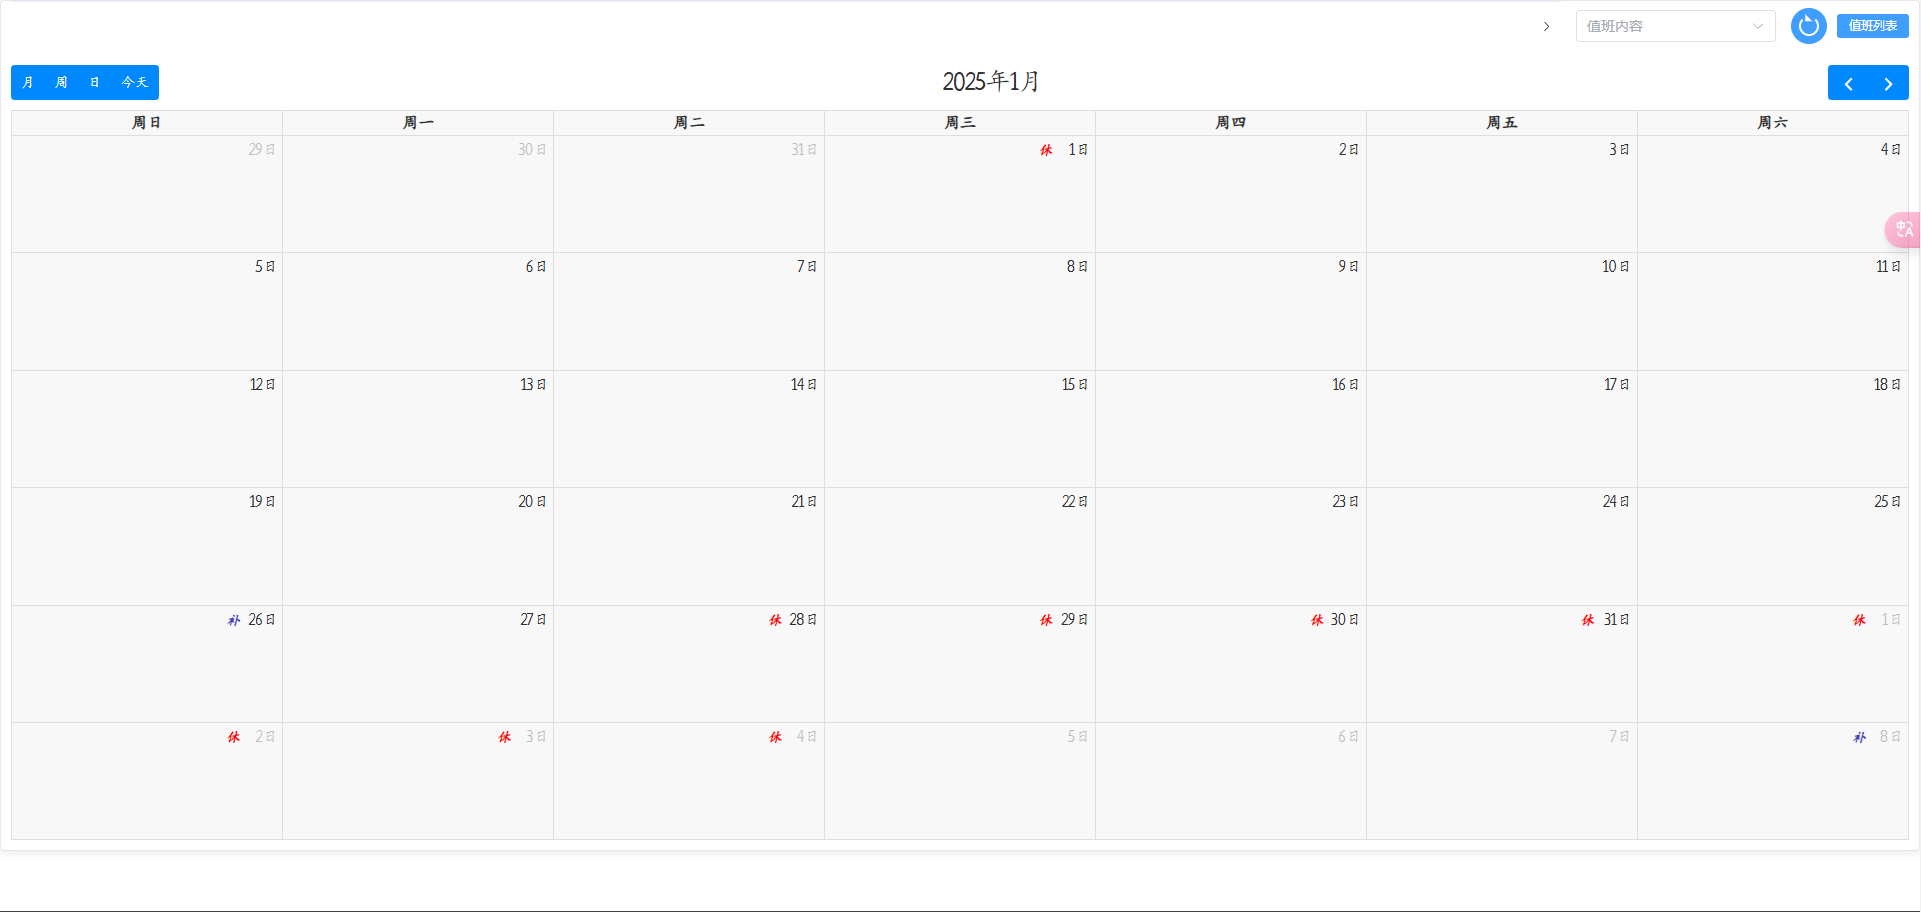 值班内容 值班列表
月 周 日 今天 2025年1月
周日 周一 周二 周三 周四 周五 周六
29日 30日 31日 休 1日 2日 3日 4日
中A
5日 6日 7日 8日 9日 10日 11日
12日 13日 14日 15日 16日 17日 18日
19日 20日 21日 22日 23日 24日 25日
补 26日 27日 休 28日 休 29日 休 30日 休 31日 休 1日
休 2日 休 3日 休 4日 5日 6日 7日 补 8日